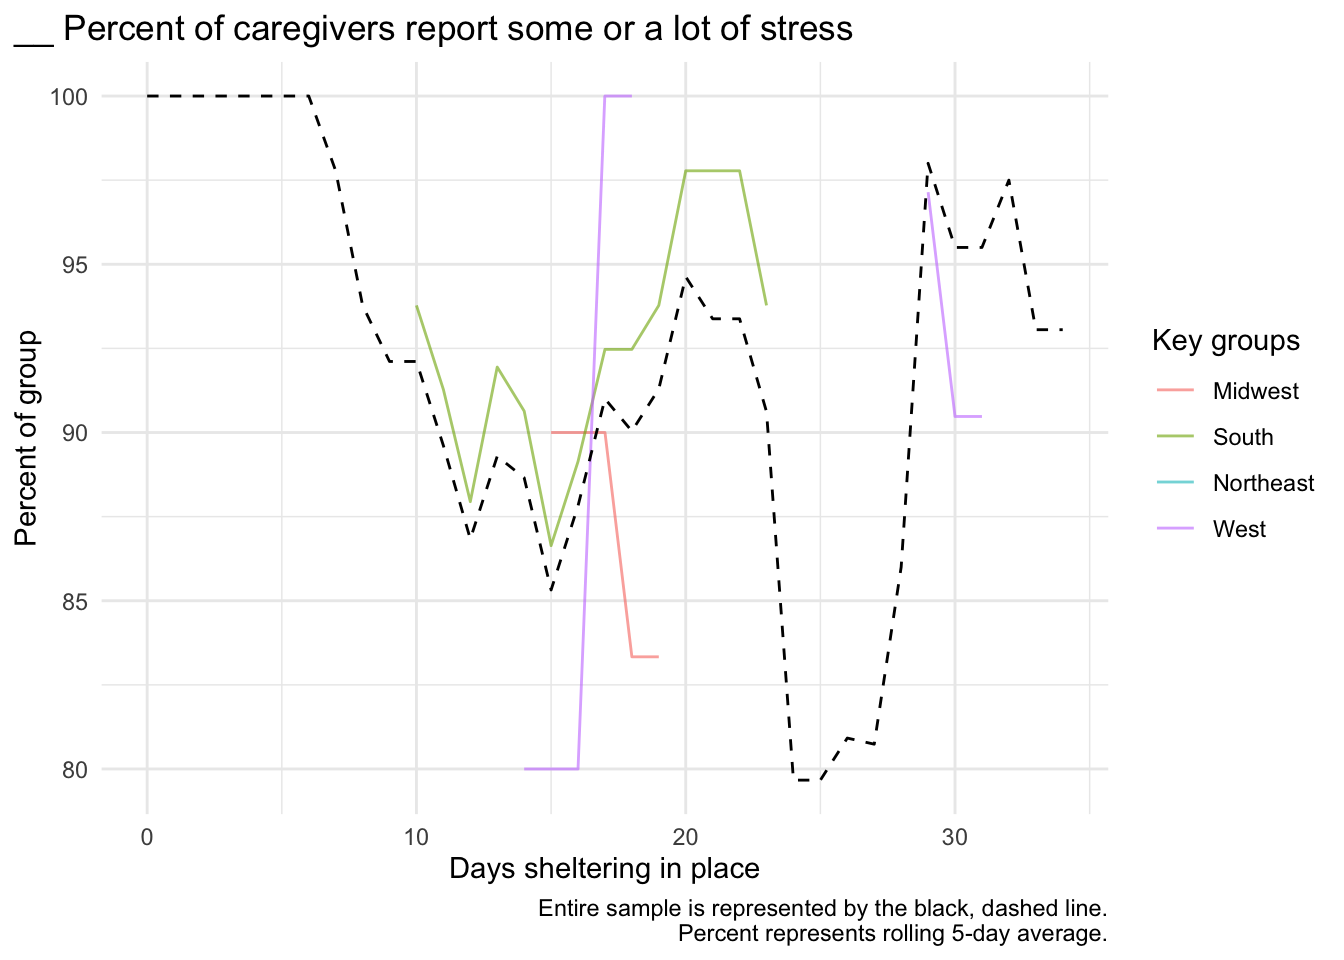 __ Percent of caregivers report some or a lot of stress
Percent of group
100
95
90
85
80
0 10 20 30
Days sheltering in place
Key groups
Midwest
South
Northeast
West
Entire sample is represented by the black, dashed line.
Percent represents rolling 5-day average.